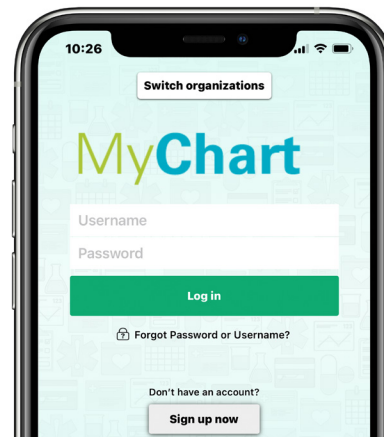 10:26
Switch organizations
MyChart
Username
Password
Log in
Forgot Password or Username?
Don't have an account?
Sign up now